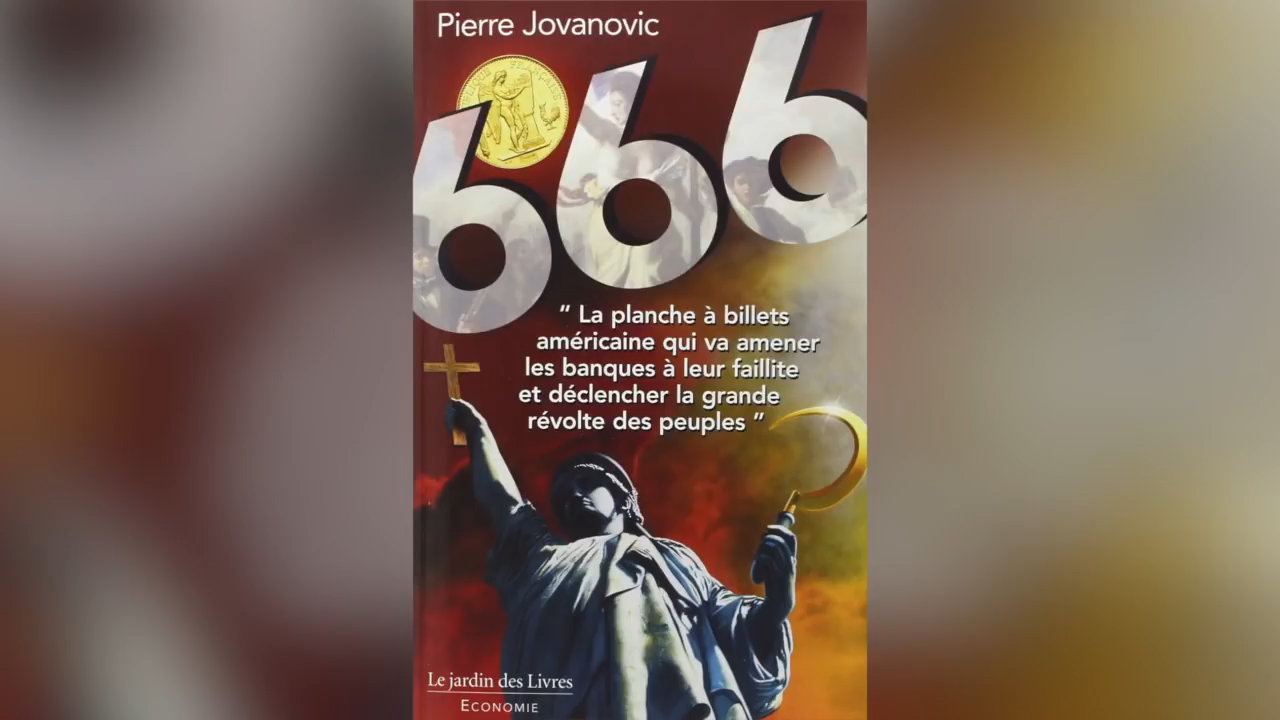 Pierre Jovanovic
666
“ La planche à billets
américaine qui va amener
les banques à leur faillite
et déclencher la grande
révolte des peuples ”
Le jardin des Livres
ECONOMIE